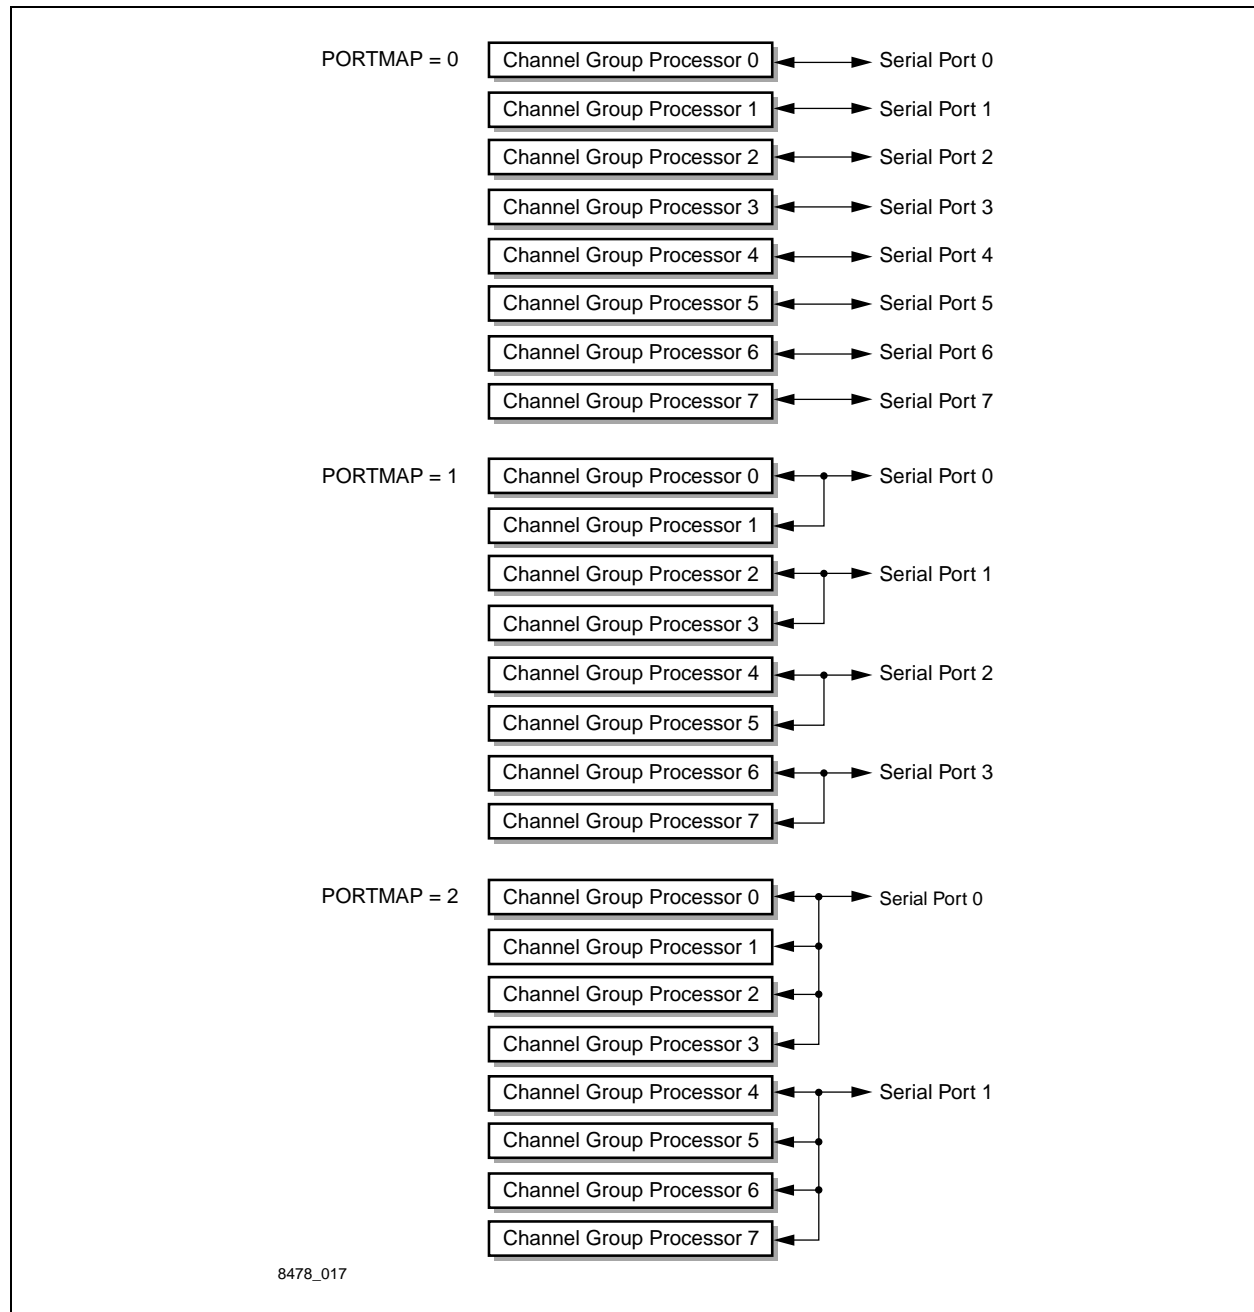 PORTMAP = 0 Channel Group Processor 0 Serial Port 0
Channel Group Processor 1 Serial Port 1
Channel Group Processor 2 Serial Port 2
Channel Group Processor 3 Serial Port 3
Channel Group Processor 4 Serial Port 4
Channel Group Processor 5 Serial Port 5
Channel Group Processor 6 Serial Port 6
Channel Group Processor 7 Serial Port 7
PORTMAP = 1 Channel Group Processor 0 Serial Port 0
Channel Group Processor 1
Channel Group Processor 2 Serial Port 1
Channel Group Processor 3
Channel Group Processor 4 Serial Port 2
Channel Group Processor 5
Channel Group Processor 6 Serial Port 3
Channel Group Processor 7
PORTMAP = 2 Channel Group Processor 0 Serial Port 0
Channel Group Processor 1
Channel Group Processor 2
Channel Group Processor 3
Channel Group Processor 4 Serial Port 1
Channel Group Processor 5
Channel Group Processor 6
Channel Group Processor 7
8478_017